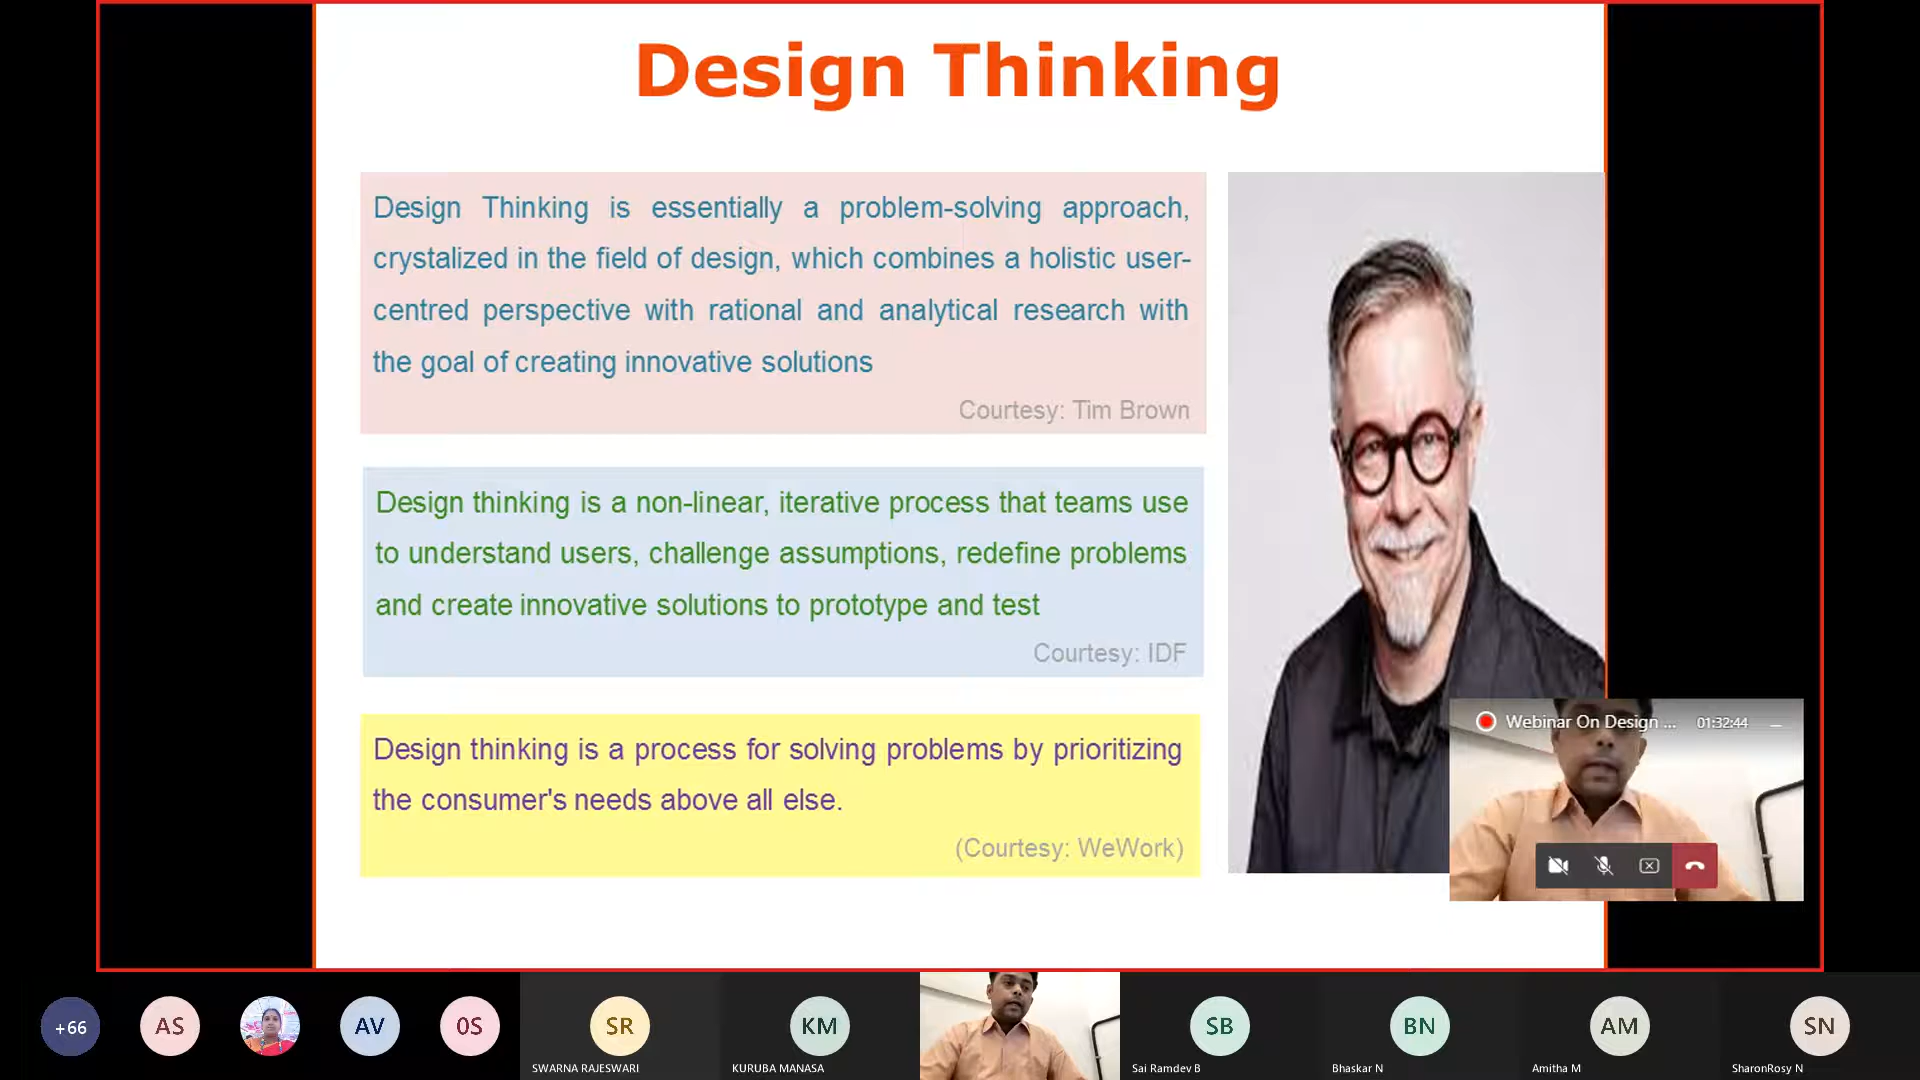 Design Thinking
Design Thinking is essentially a problem-solving approach,
crystalized in the field of design, which combines a holistic user-
centred perspective with rational and analytical research with
the goal of creating innovative solutions
Courtesy: Tim Brown
Design thinking is a non-linear, iterative process that teams use
to understand users, challenge assumptions, redefine problems
and create innovative solutions to prototype and test
Courtesy: IDF
Design thinking is a process for solving problems by prioritizing
the consumer's needs above all else.
(Courtesy: WeWork)
Webinar On Design ... 01:32:44
+66 AS AV 0S SR KM SB BN AM SN
SWARNA RAJESWARI KURUBA MANASA Sai Ramdev B Bhaskar N Amitha M SharonRosy N